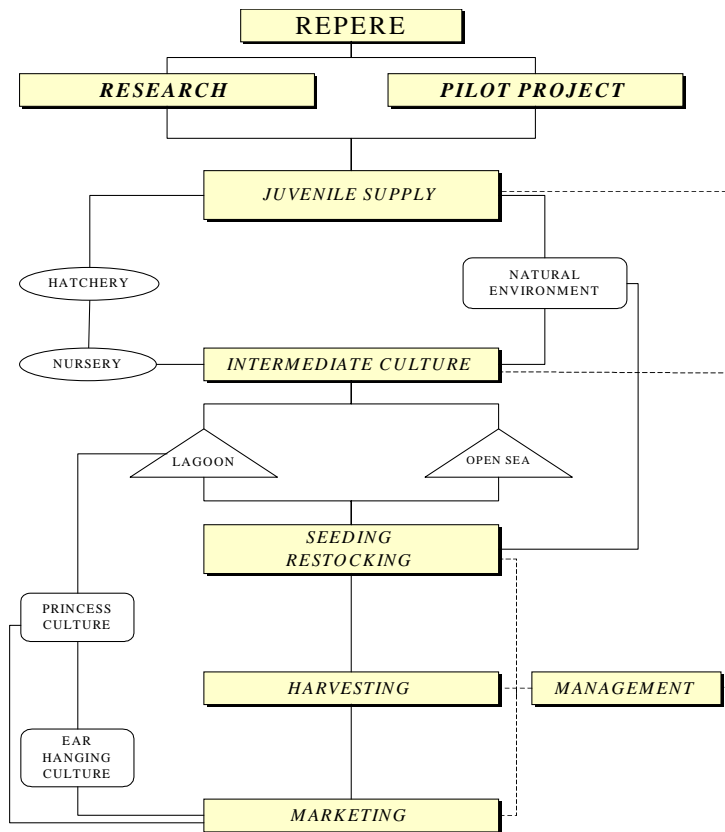 REPERE
RESEARCH
PILOT PROJECT
JUVENILE SUPPLY
HATCHERY
NATURAL
ENVIRONMENT
NURSERY
INTERMEDIATE CULTURE
LAGOON
OPEN SEA
SEEDING
RESTOCKING
PRINCESS
CULTURE
HARVESTING
MANAGEMENT
EAR
HANGING
CULTURE
MARKETING